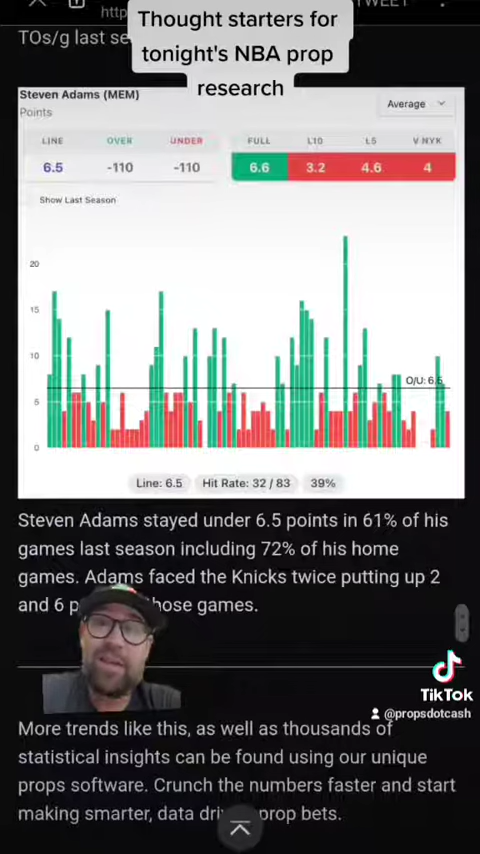 http
TWEET
TOs/g last se
Thought starters for
tonight's NBA prop
research
Steven Adams (MEM)
Points
Average
LINE OVER UNDER FULL L10 L5 V NYK
6.5 -110 -110 6.6 3.2 4.6 4
Show Last Season
20
15
10
5
0
O/U: 6.5
Line: 6.5 Hit Rate: 32 / 83 39%
Steven Adams stayed under 6.5 points in 61% of his
games last season including 72% of his home
games. Adams faced the Knicks twice putting up 2
and 6 p hose games.
TikTok
@propsdotcash
More trends like this, as well as thousands of
statistical insights can be found using our unique
props software. Crunch the numbers faster and start
making smarter, data dri prop bets.